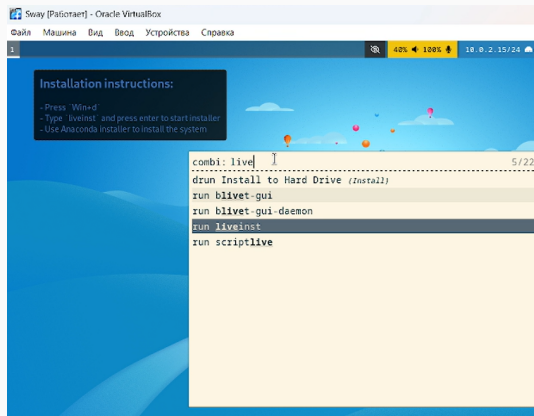 Sway [Работает] - Oracle VirtualBox
Файл Машина Вид Ввод Устройства Справка
1 40% 100% 10.0.2.15/24
Installation instructions:
- Press `Win+d`
- Type `liveinst` and press enter to start installer
- Use Anaconda installer to install the system
combi: live 5/22
drun Install to Hard Drive (Install)
run blivet-gui
run blivet-gui-daemon
run liveinst
run scriptlive